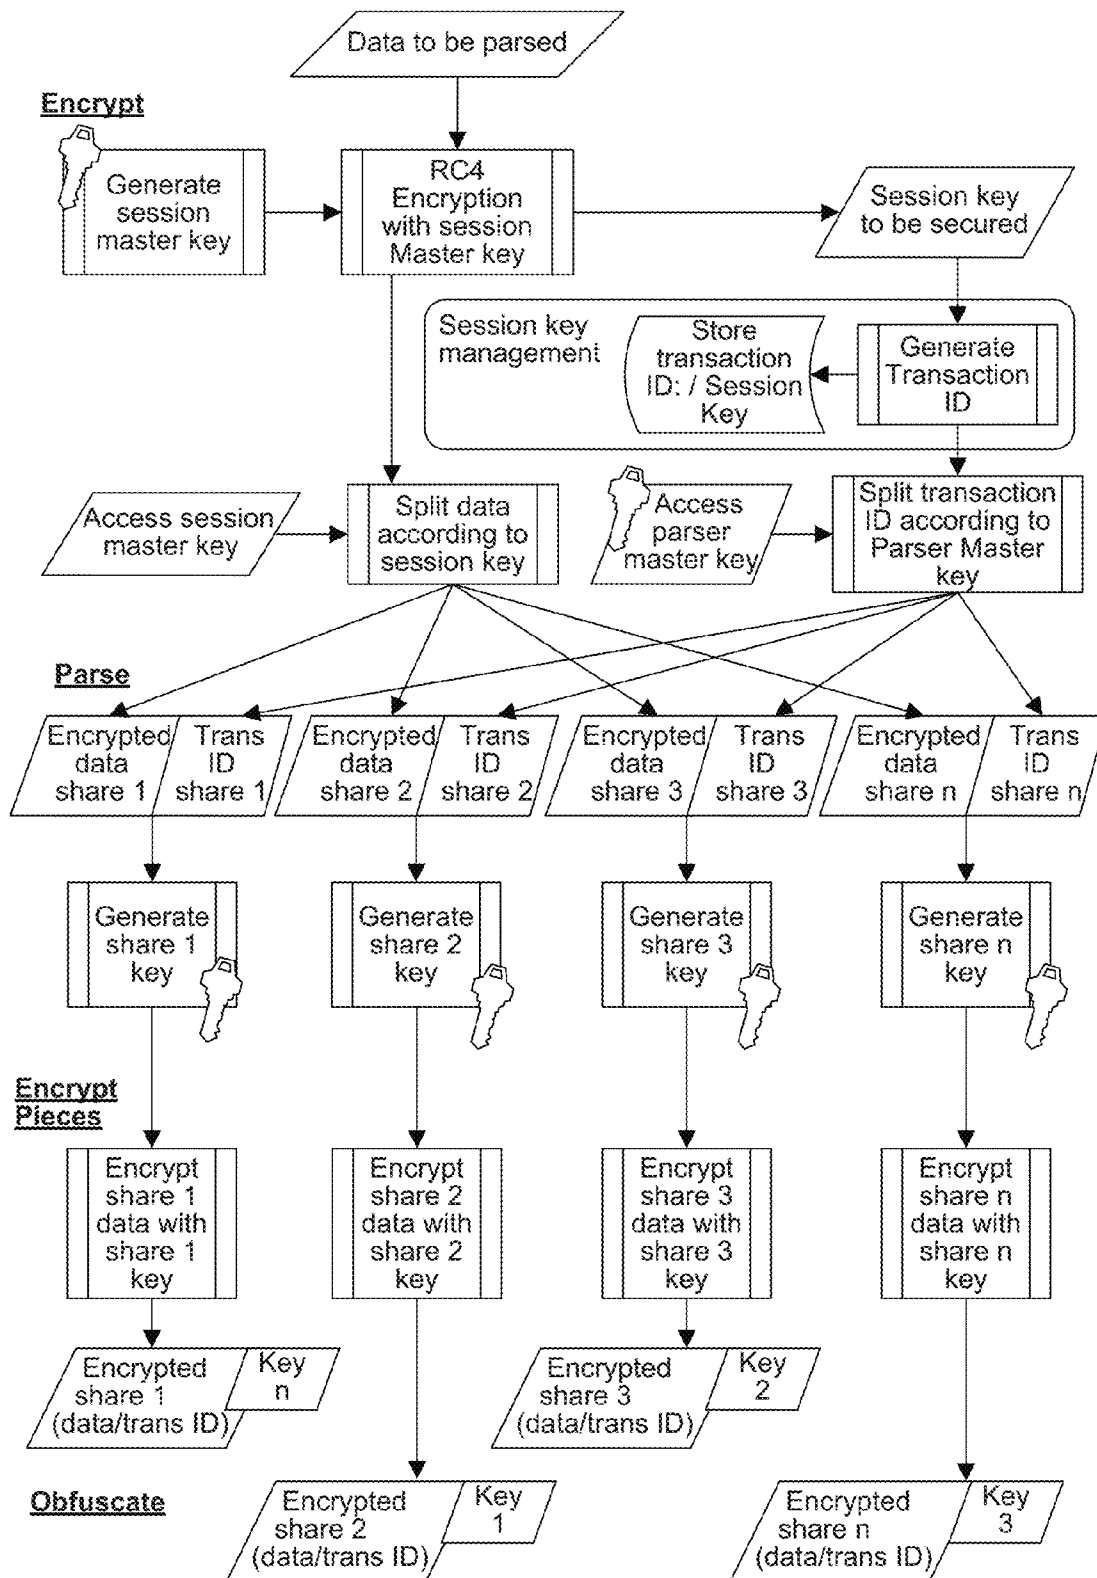 Data to be parsed
Encrypt
Generate
session
master key
RC4
Encryption
with session
Master key
Session key
to be secured
Session key
management
Store
transaction
ID: / Session
Key
Generate
Transaction
ID
Access session
master key
Split data
according to
session key
Access
parser
master key
Split transaction
ID according to
Parser Master
key
Parse
Encrypted
data
share 1
Trans
ID
share 1
Encrypted
data
share 2
Trans
ID
share 2
Encrypted
data
share 3
Trans
ID
share 3
Encrypted
data
share n
Trans
ID
share n
Generate
share 1
key
Generate
share 2
key
Generate
share 3
key
Generate
share n
key
Encrypt
Pieces
Encrypt
share 1
data with
share 1
key
Encrypt
share 2
data with
share 2
key
Encrypt
share 3
data with
share 3
key
Encrypt
share n
data with
share n
key
Encrypted
share 1
(data/trans ID)
Key
n
Encrypted
share 3
(data/trans ID)
Key
2
Obfuscate
Encrypted
share 2
(data/trans ID)
Key
1
Encrypted
share n
(data/trans ID)
Key
3